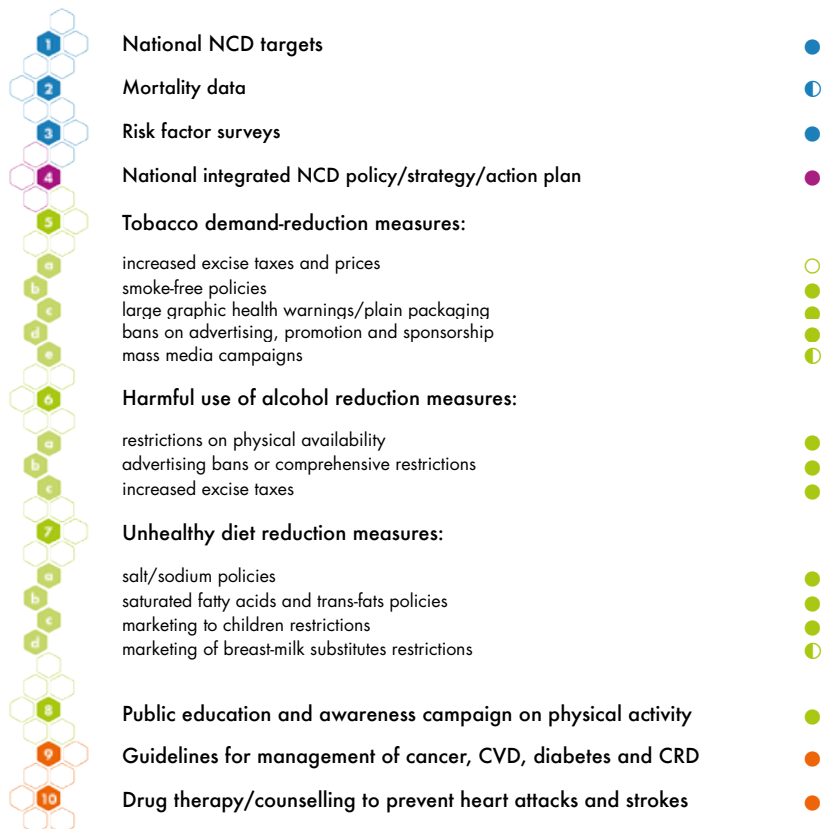 1 National NCD targets
2 Mortality data
3 Risk factor surveys
4 National integrated NCD policy/strategy/action plan
5 Tobacco demand-reduction measures:
a increased excise taxes and prices
b smoke-free policies
c large graphic health warnings/plain packaging
d bans on advertising, promotion and sponsorship
e mass media campaigns
6 Harmful use of alcohol reduction measures:
a restrictions on physical availability
b advertising bans or comprehensive restrictions
c increased excise taxes
7 Unhealthy diet reduction measures:
a salt/sodium policies
b saturated fatty acids and trans-fats policies
c marketing to children restrictions
d marketing of breast-milk substitutes restrictions
8 Public education and awareness campaign on physical activity
9 Guidelines for management of cancer, CVD, diabetes and CRD
10 Drug therapy/counselling to prevent heart attacks and strokes